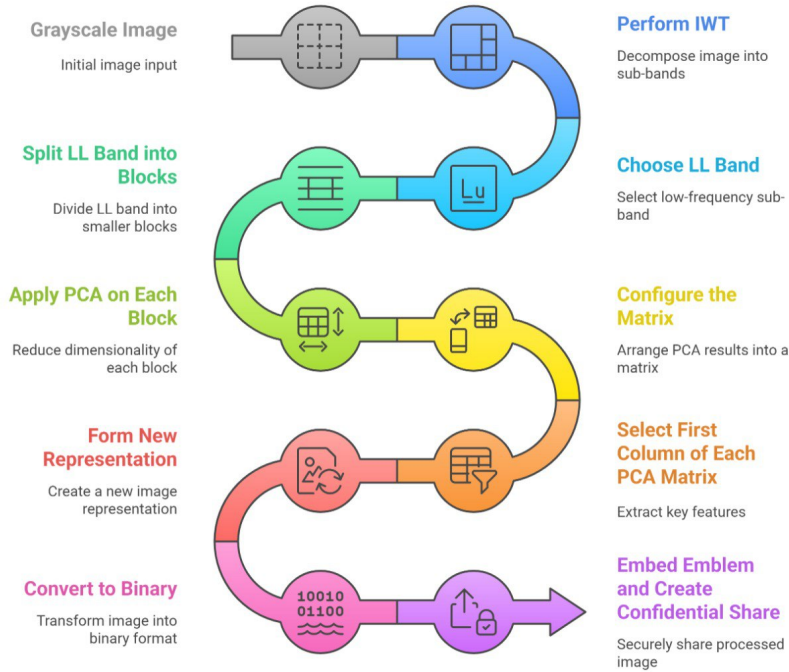 Grayscale Image
Initial image input
Perform IWT
Decompose image into
sub-bands
Choose LL Band
Select low-frequency sub-
band
Lu
Split LL Band into
Blocks
Divide LL band into
smaller blocks
Apply PCA on Each
Block
Reduce dimensionality of
each block
Configure the
Matrix
Arrange PCA results into a
matrix
Select First
Column of Each
PCA Matrix
Extract key features
Form New
Representation
Create a new image
representation
Convert to Binary
Transform image into
binary format
10010
01100
Embed Emblem
and Create
Confidential Share
Securely share processed
image